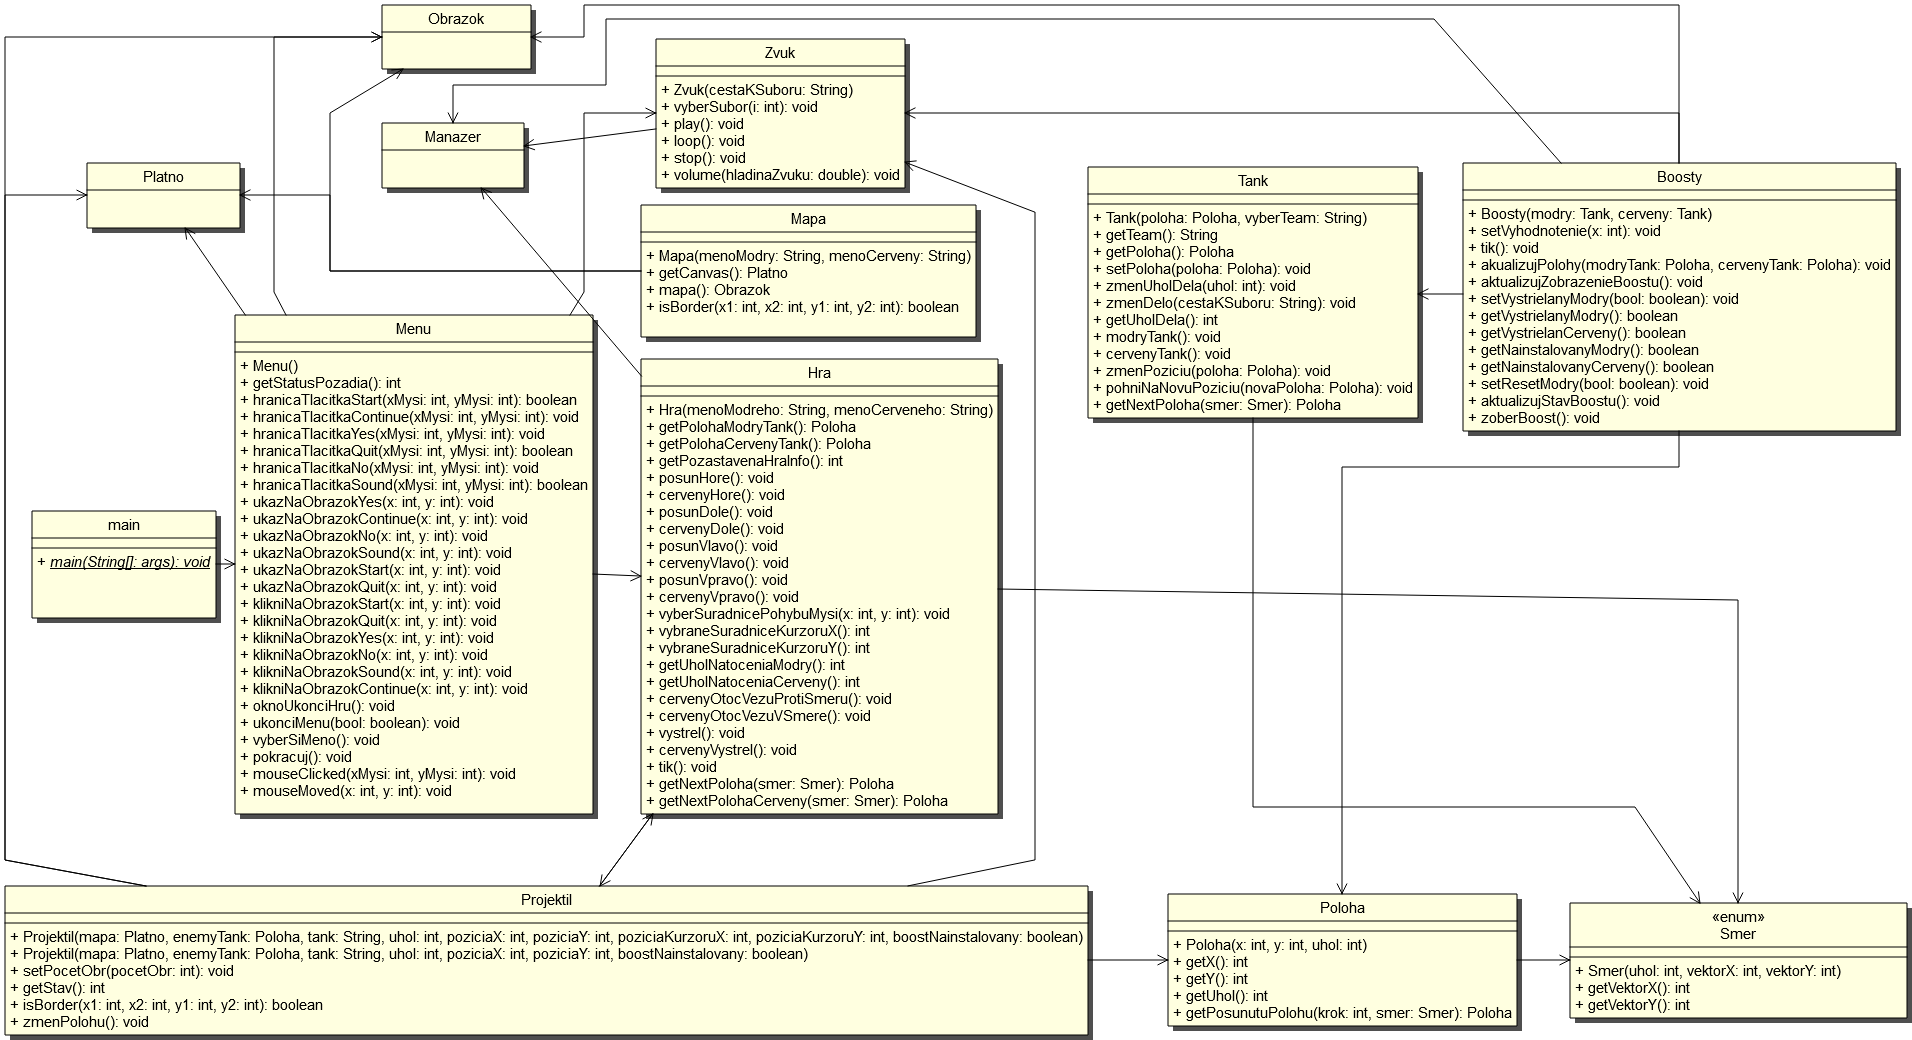 Obrazok
Zvuk
+ Zvuk(cestaKSuboru: String)
+ vyberSubor(i: int): void
+ play(): void
+ loop(): void
+ stop(): void
+ volume(hladinaZvuku: double): void
Manazer
Platno
Mapa
+ Mapa(menoModry: String, menoCerveny: String)
+ getCanvas(): Platno
+ mapa(): Obrazok
+ isBorder(x1: int, x2: int, y1: int, y2: int): boolean
Tank
+ Tank(poloha: Poloha, vyberTeam: String)
+ getTeam(): String
+ getPoloha(): Poloha
+ setPoloha(poloha: Poloha): void
+ zmenUholDela(uhol: int): void
+ zmenDelo(cestaKSuboru: String): void
+ getUholDela(): int
+ modryTank(): void
+ cervenyTank(): void
+ zmenPoziciu(poloha: Poloha): void
+ pohniNaNovuPoziciu(novaPoloha: Poloha): void
+ getNextPoloha(smer: Smer): Poloha
Boosty
+ Boosty(modry: Tank, cerveny: Tank)
+ setVyhodnotenie(x: int): void
+ tik(): void
+ akualizujPolohy(modryTank: Poloha, cervenyTank: Poloha): void
+ aktualizujZobrazenieBoostu(): void
+ setVystrielanyModry(bool: boolean): void
+ getVystrielanyModry(): boolean
+ getVystrielanCerveny(): boolean
+ getNainstalovanyModry(): boolean
+ getNainstalovanyCerveny(): boolean
+ setResetModry(bool: boolean): void
+ aktualizujStavBoostu(): void
+ zoberBoost(): void
Menu
+ Menu()
+ getStatusPozadia(): int
+ hranicaTlacitkaStart(xMysi: int, yMysi: int): boolean
+ hranicaTlacitkaContinue(xMysi: int, yMysi: int): void
+ hranicaTlacitkaYes(xMysi: int, yMysi: int): void
+ hranicaTlacitkaQuit(xMysi: int, yMysi: int): boolean
+ hranicaTlacitkaNo(xMysi: int, yMysi: int): void
+ hranicaTlacitkaSound(xMysi: int, yMysi: int): boolean
+ ukazNaObrazokYes(x: int, y: int): void
+ ukazNaObrazokContinue(x: int, y: int): void
+ ukazNaObrazokNo(x: int, y: int): void
+ ukazNaObrazokSound(x: int, y: int): void
+ ukazNaObrazokStart(x: int, y: int): void
+ ukazNaObrazokQuit(x: int, y: int): void
+ klikniNaObrazokStart(x: int, y: int): void
+ klikniNaObrazokQuit(x: int, y: int): void
+ klikniNaObrazokYes(x: int, y: int): void
+ klikniNaObrazokNo(x: int, y: int): void
+ klikniNaObrazokSound(x: int, y: int): void
+ klikniNaObrazokContinue(x: int, y: int): void
+ oknoUkonciHru(): void
+ ukonciMenu(bool: boolean): void
+ vyberSiMeno(): void
+ pokracuj(): void
+ mouseClicked(xMysi: int, yMysi: int): void
+ mouseMoved(x: int, y: int): void
Hra
+ Hra(menoModreho: String, menoCerveneho: String)
+ getPolohaModryTank(): Poloha
+ getPolohaCervenyTank(): Poloha
+ getPozastavenaHraInfo(): int
+ posunHore(): void
+ cervenyHore(): void
+ posunDole(): void
+ cervenyDole(): void
+ posunVlavo(): void
+ cervenyVlavo(): void
+ posunVpravo(): void
+ cervenyVpravo(): void
+ vyberSuradnicePohybuMysi(x: int, y: int): void
+ vybraneSuradniceKurzoruX(): int
+ vybraneSuradniceKurzoruY(): int
+ getUholNatoceniaModry(): int
+ getUholNatoceniaCerveny(): int
+ cervenyOtocVezuProtiSmeru(): void
+ cervenyOtocVezuVSmere(): void
+ vystrel(): void
+ cervenyVystrel(): void
+ tik(): void
+ getNextPoloha(smer: Smer): Poloha
+ getNextPolohaCerveny(smer: Smer): Poloha
main
+ main(String[]: args): void
Projektil
+ Projektil(mapa: Platno, enemyTank: Poloha, tank: String, uhol: int, poziciaX: int, poziciaY: int, poziciaKurzoruX: int, poziciaKurzoruY: int, boostNainstalovany: boolean)
+ Projektil(mapa: Platno, enemyTank: Poloha, tank: String, uhol: int, poziciaX: int, poziciaY: int, boostNainstalovany: boolean)
+ setPocetObr(pocetObr: int): void
+ getStav(): int
+ isBorder(x1: int, x2: int, y1: int, y2: int): boolean
+ zmenPolohu(): void
Poloha
+ Poloha(x: int, y: int, uhol: int)
+ getX(): int
+ getY(): int
+ getUhol(): int
+ getPosunutuPolohu(krok: int, smer: Smer): Poloha
«enum»
Smer
+ Smer(uhol: int, vektorX: int, vektorY: int)
+ getVektorX(): int
+ getVektorY(): int